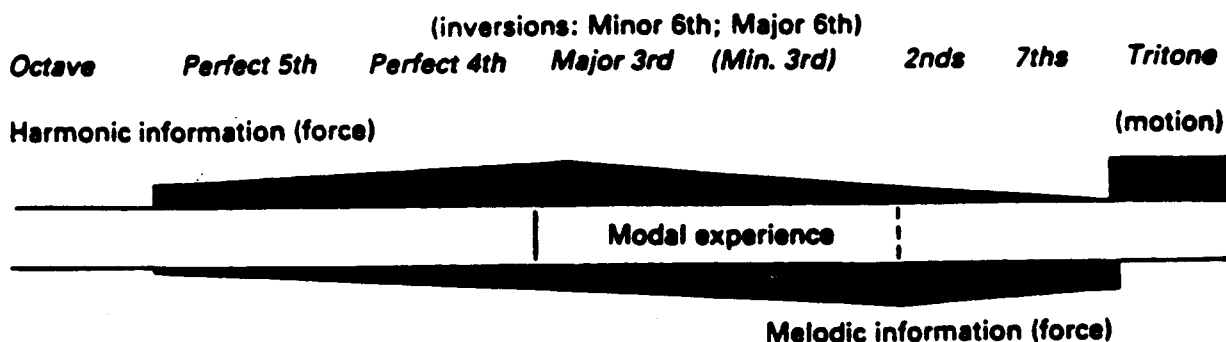 (inversions: Minor 6th; Major 6th)
Octave Perfect 5th Perfect 4th Major 3rd (Min. 3rd) 2nds 7ths Tritone
Harmonic information (force) (motion)
Modal experience
Melodic information (force)